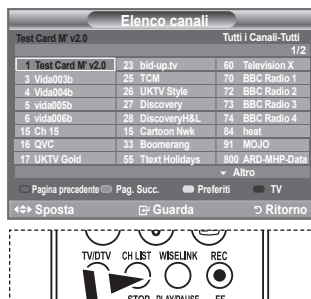 Elenco canali
Test Card M' v2.0 Tutti i Canali-Tutti
1/2
1 Test Card M' v2.0 23 bid-up.tv 60 Television X
3 Vida003b 25 TCM 70 BBC Radio 1
4 Vida004b 26 UKTV Style 72 BBC Radio 2
5 vida005b 27 Discovery 73 BBC Radio 3
6 vida006b 28 DiscoveryH&L 74 BBC Radio 4
15 Ch 15 15 Cartoon Nwk 84 heat
16 QVC 33 Boomerang 91 MOJO
17 UKTV Gold 55 Ttext Holidays 800 ARD-MHP-Data
Altro
Pagina precedente Pag. Succ. Preferiti TV
Sposta Guarda Ritorno
TV/DTV CH LIST WISELINK REC
STOP PLAY/PAUSE FF